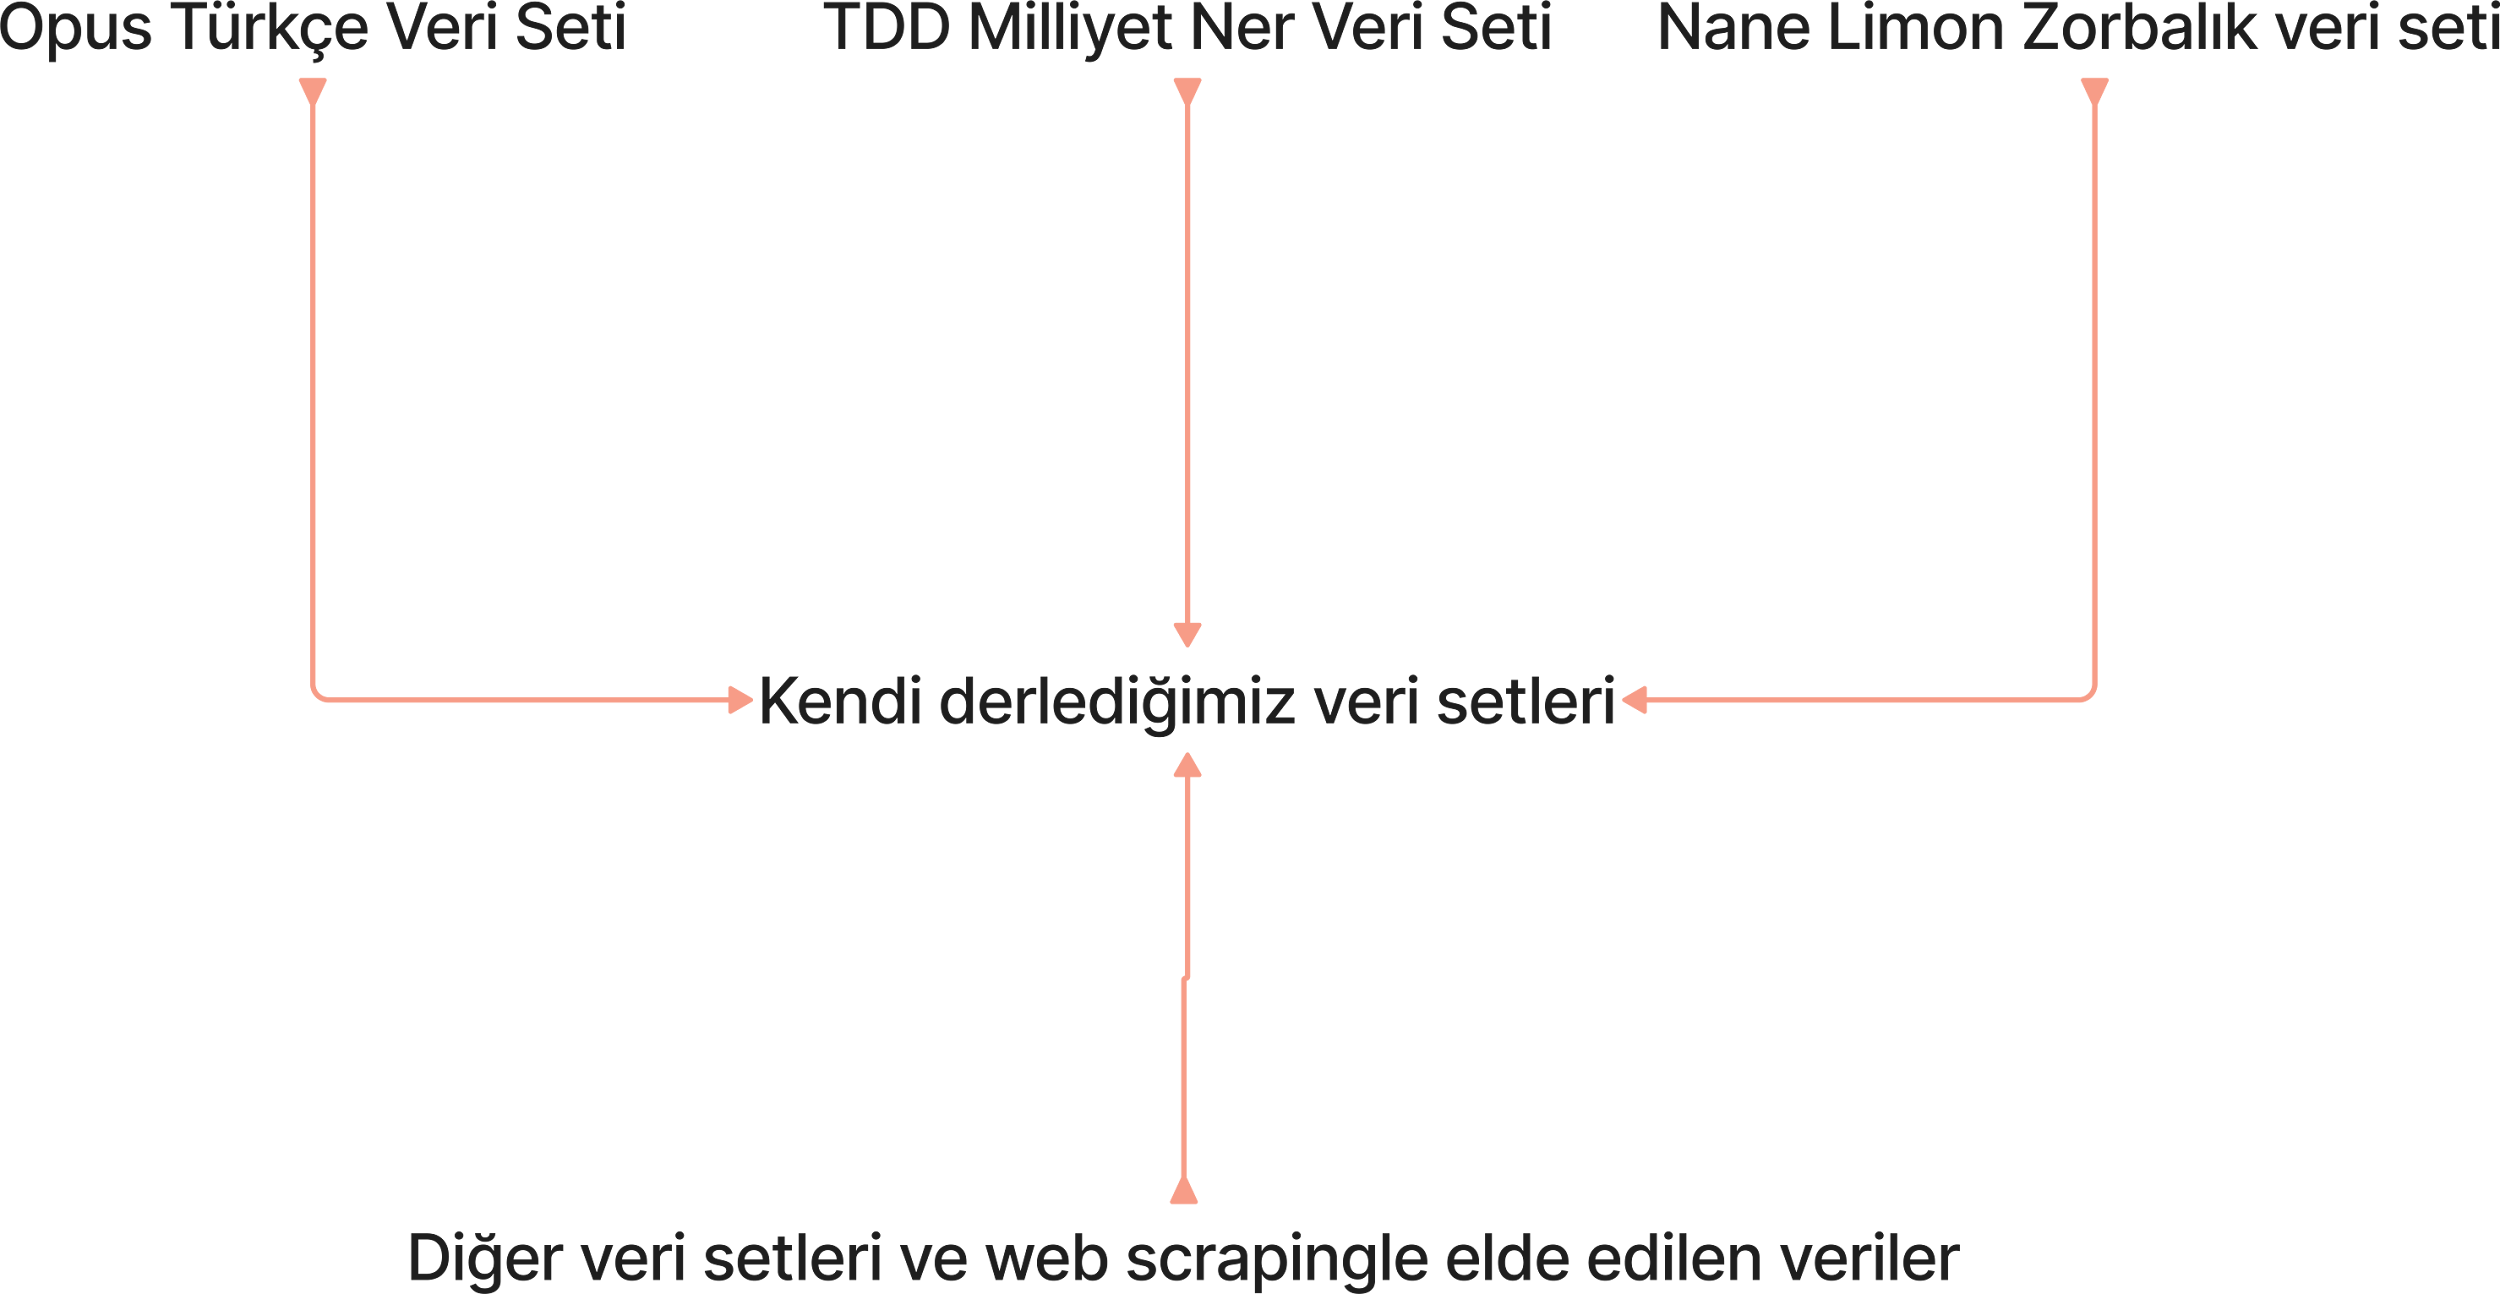 Opus Türkçe Veri Seti
TDD Milliyet Ner Veri Seti
Nane Limon Zorbalık veri seti
Kendi derlediğimiz veri setleri
Diğer veri setleri ve web scrapingle elde edilen veriler